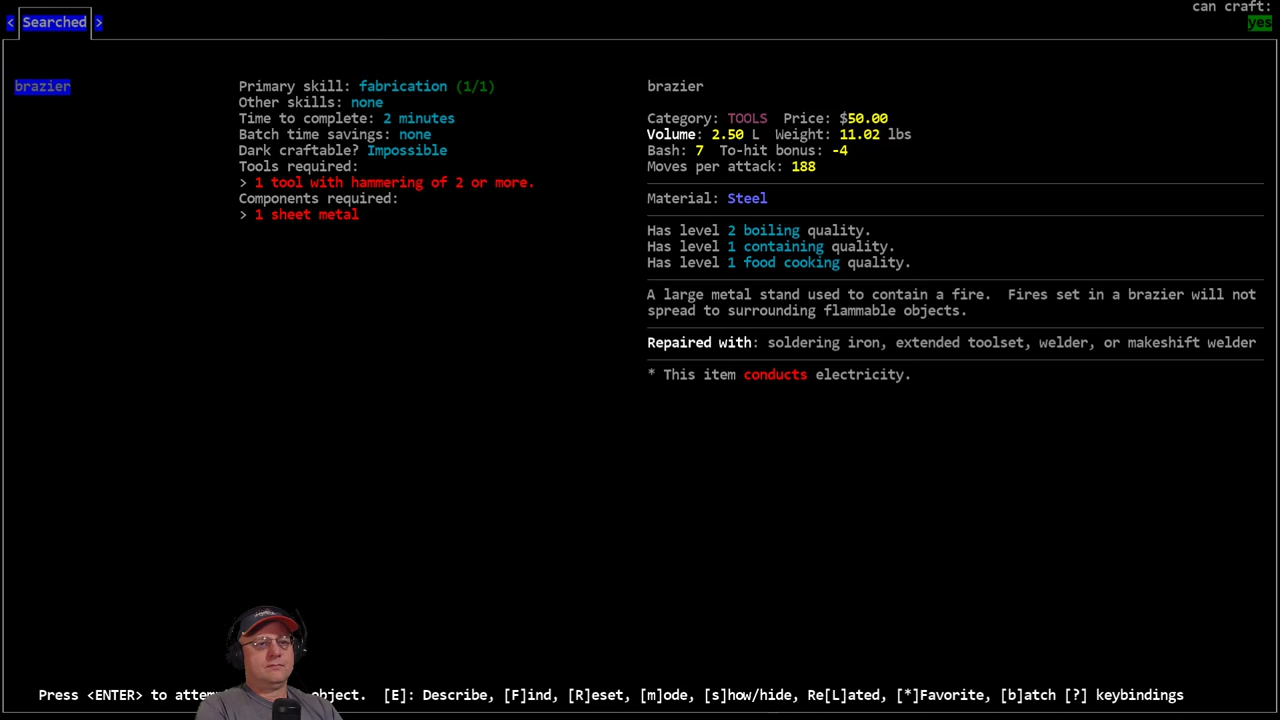 can craft:
< Searched > yes
brazier
Primary skill: fabrication (1/1)
Other skills: none
Time to complete: 2 minutes
Batch time savings: none
Dark craftable? Impossible
Tools required:
> 1 tool with hammering of 2 or more.
Components required:
> 1 sheet metal
brazier
Category: TOOLS Price: $50.00
Volume: 2.50 L Weight: 11.02 lbs
Bash: 7 To-hit bonus: -4
Moves per attack: 188
Material: Steel
Has level 2 boiling quality.
Has level 1 containing quality.
Has level 1 food cooking quality.
A large metal stand used to contain a fire. Fires set in a brazier will not
spread to surrounding flammable objects.
Repaired with: soldering iron, extended toolset, welder, or makeshift welder
* This item conducts electricity.
Press <ENTER> to object. [E]: Describe, [F]ind, [R]eset, [m]ode, [s]how/hide, Re[L]ated, [*]Favorite, [b]atch [?] keybindings